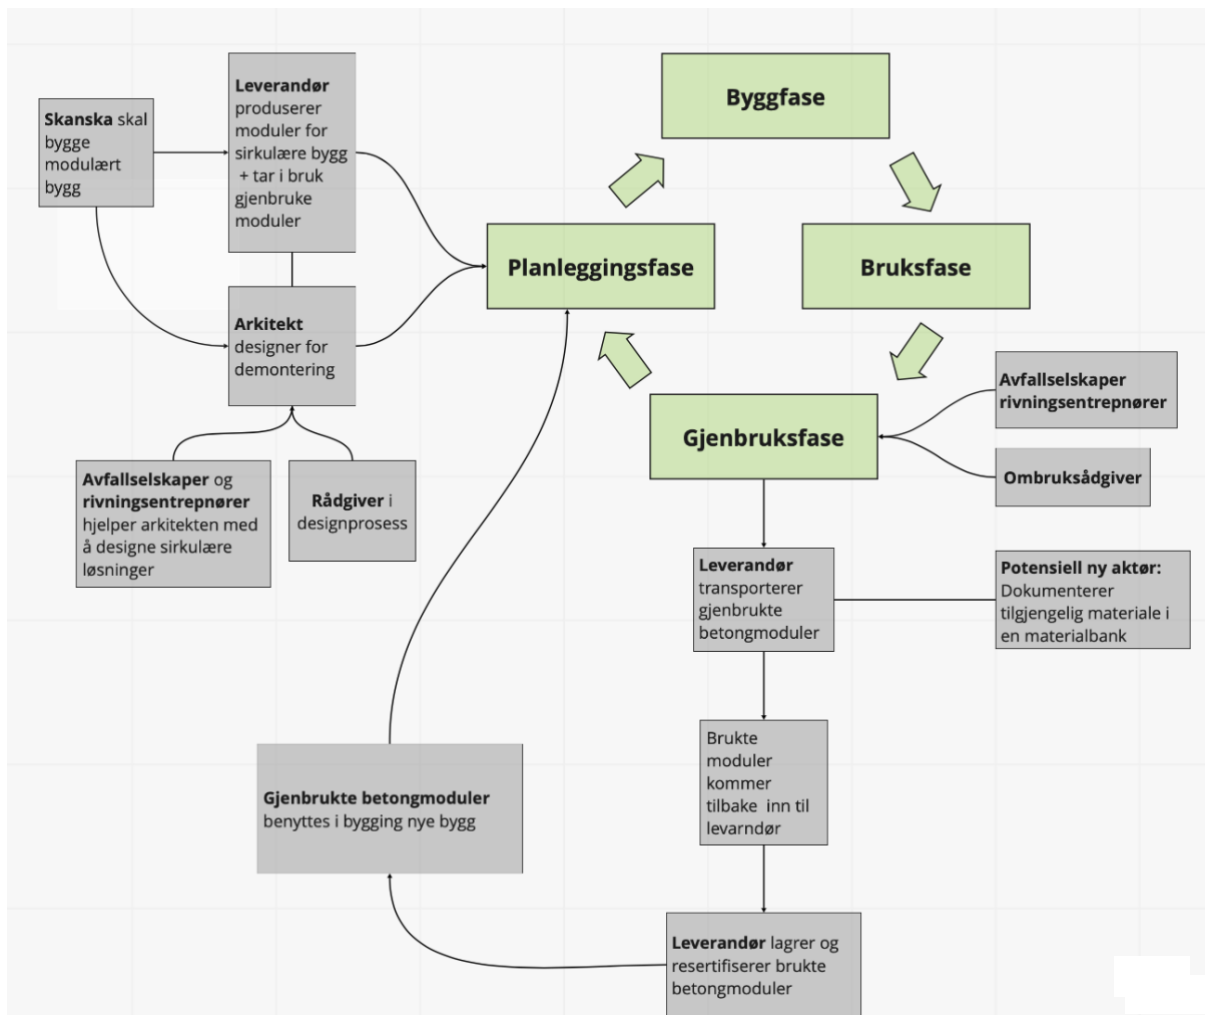 Skanska skal
bygge
modulært
bygg
Leverandør
produserer
moduler for
sirkulære bygg
+ tar i bruk
gjenbruke
moduler
Arkitekt
designer for
demontering
Avfallselskaper og
rivningsentrepnører
hjelper arkitekten med
å designe sirkulære
løsninger
Rådgiver i
designprosess
Byggfase
Planleggingsfase
Bruksfase
Gjenbruksfase
Avfallselskaper
rivningsentrepnører
Ombruksådgiver
Leverandør
transporterer
gjenbrukte
betongmoduler
Potensiell ny aktør:
Dokumenterer
tilgjengelig materiale i
en materialbank
Brukte
moduler
kommer
tilbake inn til
levarndør
Leverandør lagrer og
resertifiserer brukte
betongmoduler
Gjenbrukte betongmoduler
benyttes i bygging nye bygg